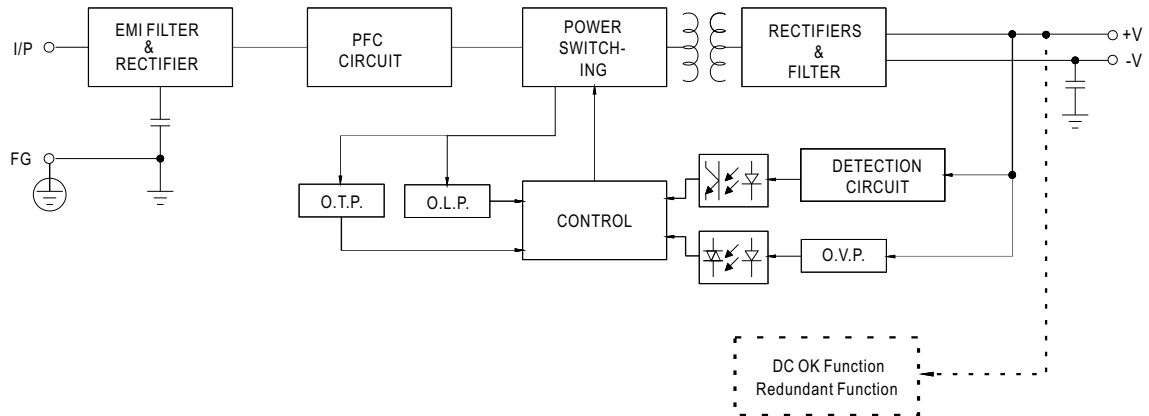 I/P
EMI FILTER
&
RECTIFIER
PFC
CIRCUIT
POWER
SWITCH-
ING
RECTIFIERS
&
FILTER
+V
-V
FG
O.T.P.
O.L.P.
CONTROL
DETECTION
CIRCUIT
O.V.P.
DC OK Function
Redundant Function